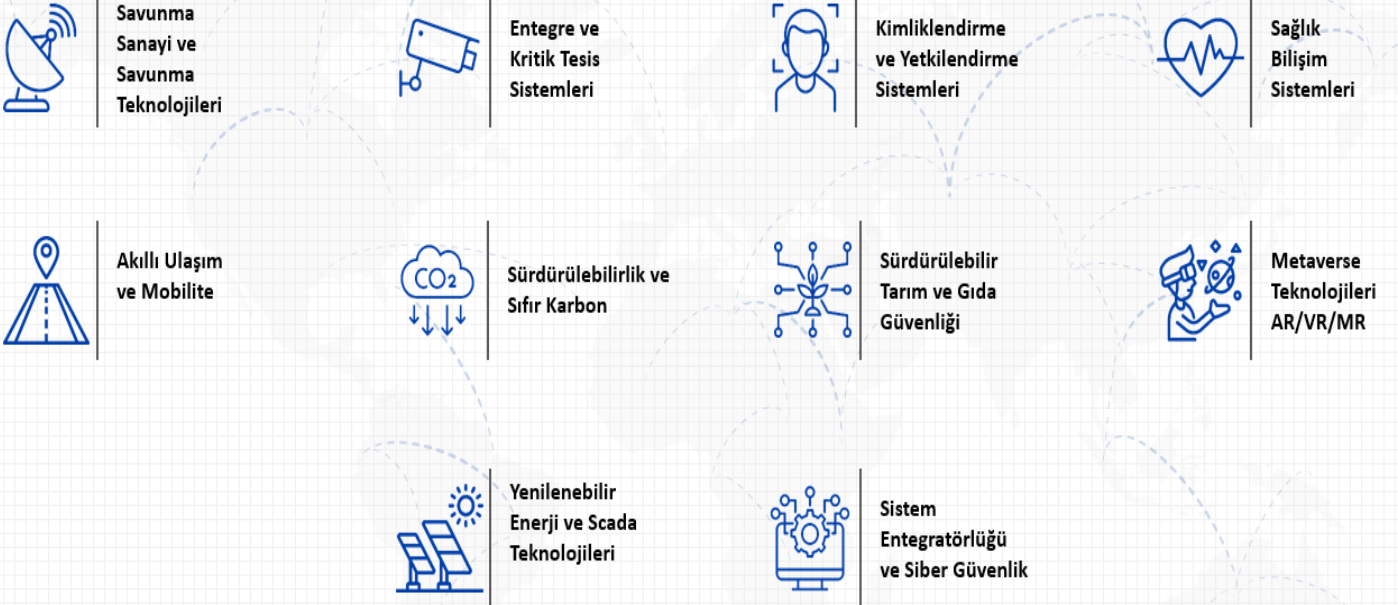 Savunma
Sanayi ve
Savunma
Teknolojileri
Entegre ve
Kritik Tesis
Sistemleri
Kimliklendirme
ve Yetkilendirme
Sistemleri
Sağlık
Bilişim
Sistemleri
Akıllı Ulaşım
ve Mobilite
CO2
Sürdürülebilirlik ve
Sıfır Karbon
Sürdürülebilir
Tarım ve Gıda
Güvenliği
Metaverse
Teknolojileri
AR/VR/MR
Yenilenebilir
Enerji ve Scada
Teknolojileri
Sistem
Entegratörlüğü
ve Siber Güvenlik